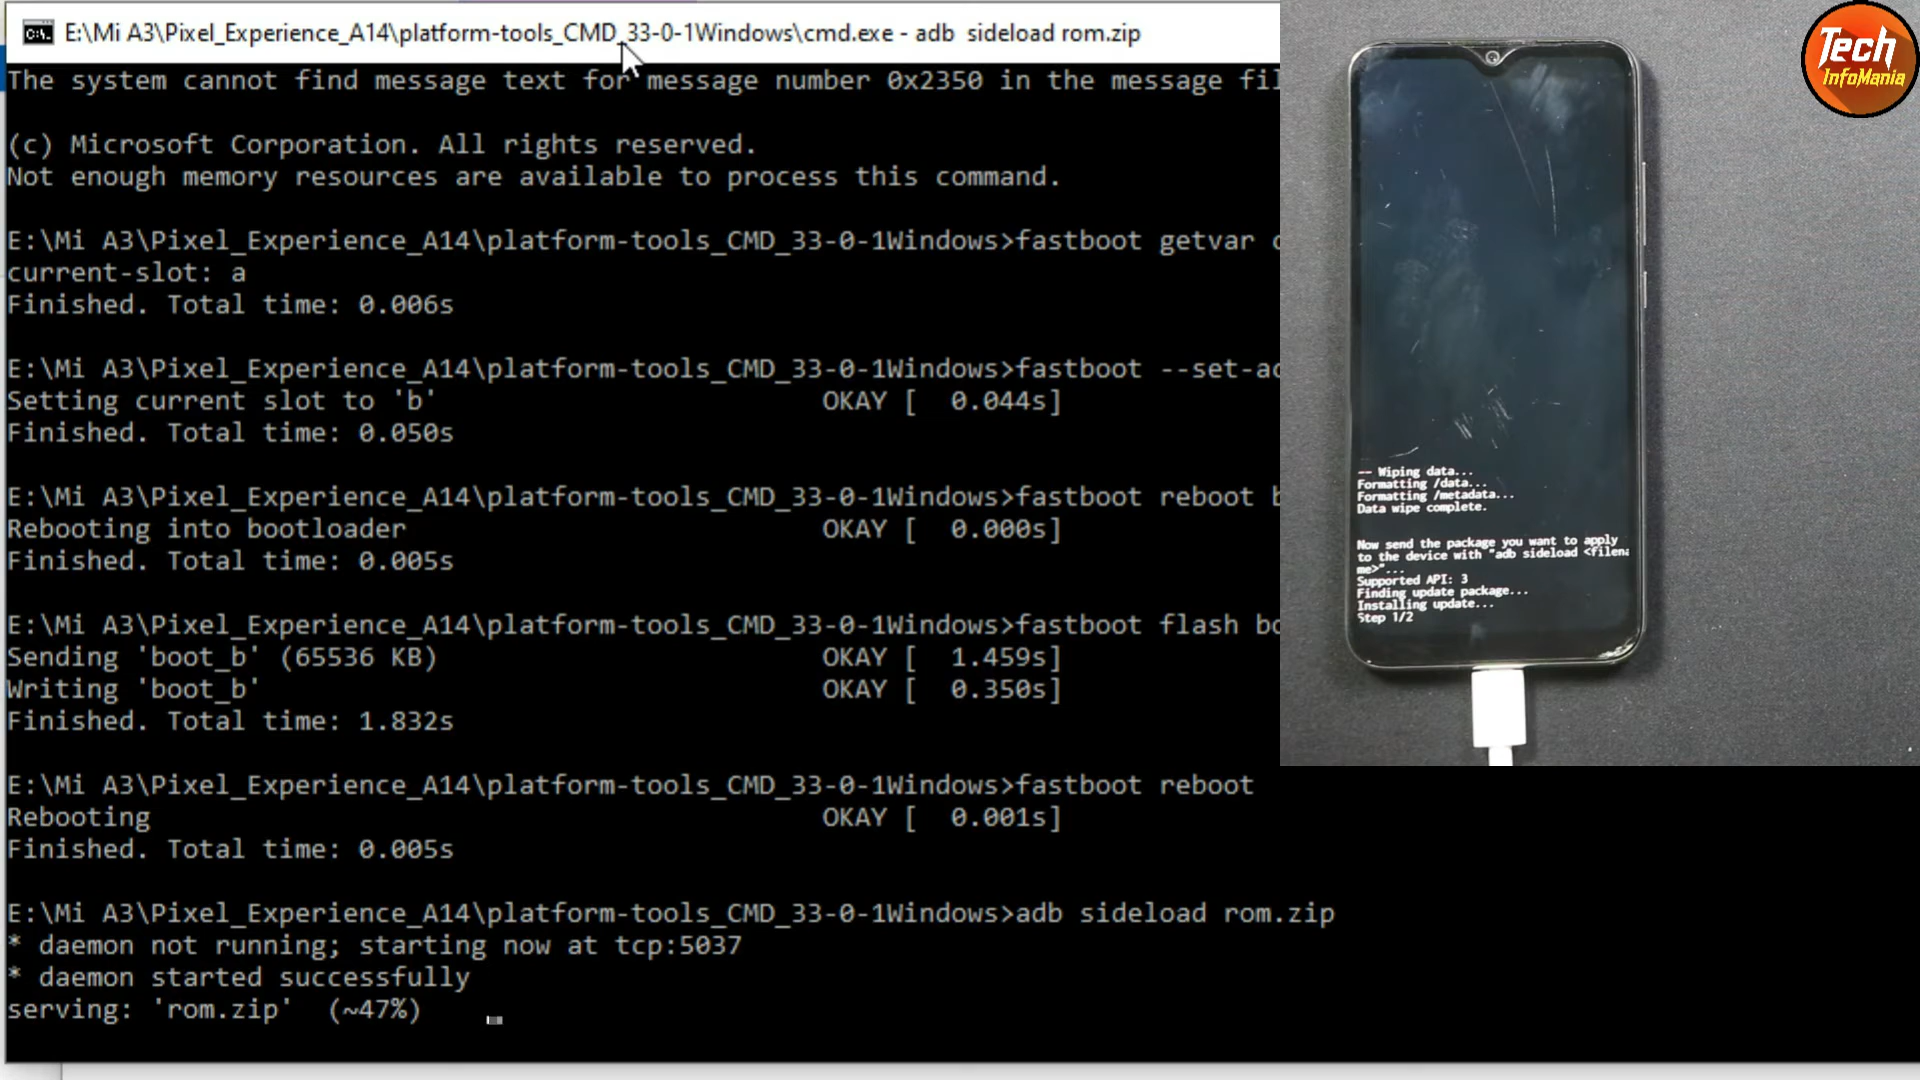 E:\Mi A3\Pixel_Experience_A14\platform-tools_CMD_33-0-1Windows\cmd.exe - adb  sideload rom.zip
The system cannot find message text for message number 0x2350 in the message fil
(c) Microsoft Corporation. All rights reserved.
Not enough memory resources are available to process this command.
E:\Mi A3\Pixel_Experience_A14\platform-tools_CMD_33-0-1Windows>fastboot getvar c
current-slot: a
Finished. Total time: 0.006s
E:\Mi A3\Pixel_Experience_A14\platform-tools_CMD_33-0-1Windows>fastboot --set-ac
Setting current slot to 'b'                        OKAY [  0.044s]
Finished. Total time: 0.050s
E:\Mi A3\Pixel_Experience_A14\platform-tools_CMD_33-0-1Windows>fastboot reboot b
Rebooting into bootloader                          OKAY [  0.000s]
Finished. Total time: 0.005s
E:\Mi A3\Pixel_Experience_A14\platform-tools_CMD_33-0-1Windows>fastboot flash bo
Sending 'boot_b' (65536 KB)                        OKAY [  1.459s]
Writing 'boot_b'                                   OKAY [  0.350s]
Finished. Total time: 1.832s
E:\Mi A3\Pixel_Experience_A14\platform-tools_CMD_33-0-1Windows>fastboot reboot
Rebooting                                          OKAY [  0.001s]
Finished. Total time: 0.005s
E:\Mi A3\Pixel_Experience_A14\platform-tools_CMD_33-0-1Windows>adb sideload rom.zip
* daemon not running; starting now at tcp:5037
* daemon started successfully
serving: 'rom.zip'  (~47%)
-- Wiping data...
Formatting /data...
Formatting /metadata...
Data wipe complete.
Now send the package you want to apply
to the device with "adb sideload <filena
me>"...
Supported API: 3
Finding update package...
Installing update...
Step 1/2
Tech
InfoMania